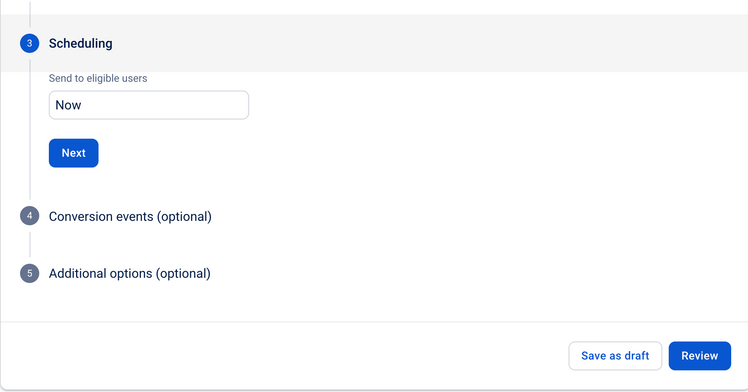 3 Scheduling
Send to eligible users
Now
Next
4 Conversion events (optional)
5 Additional options (optional)
Save as draft Review